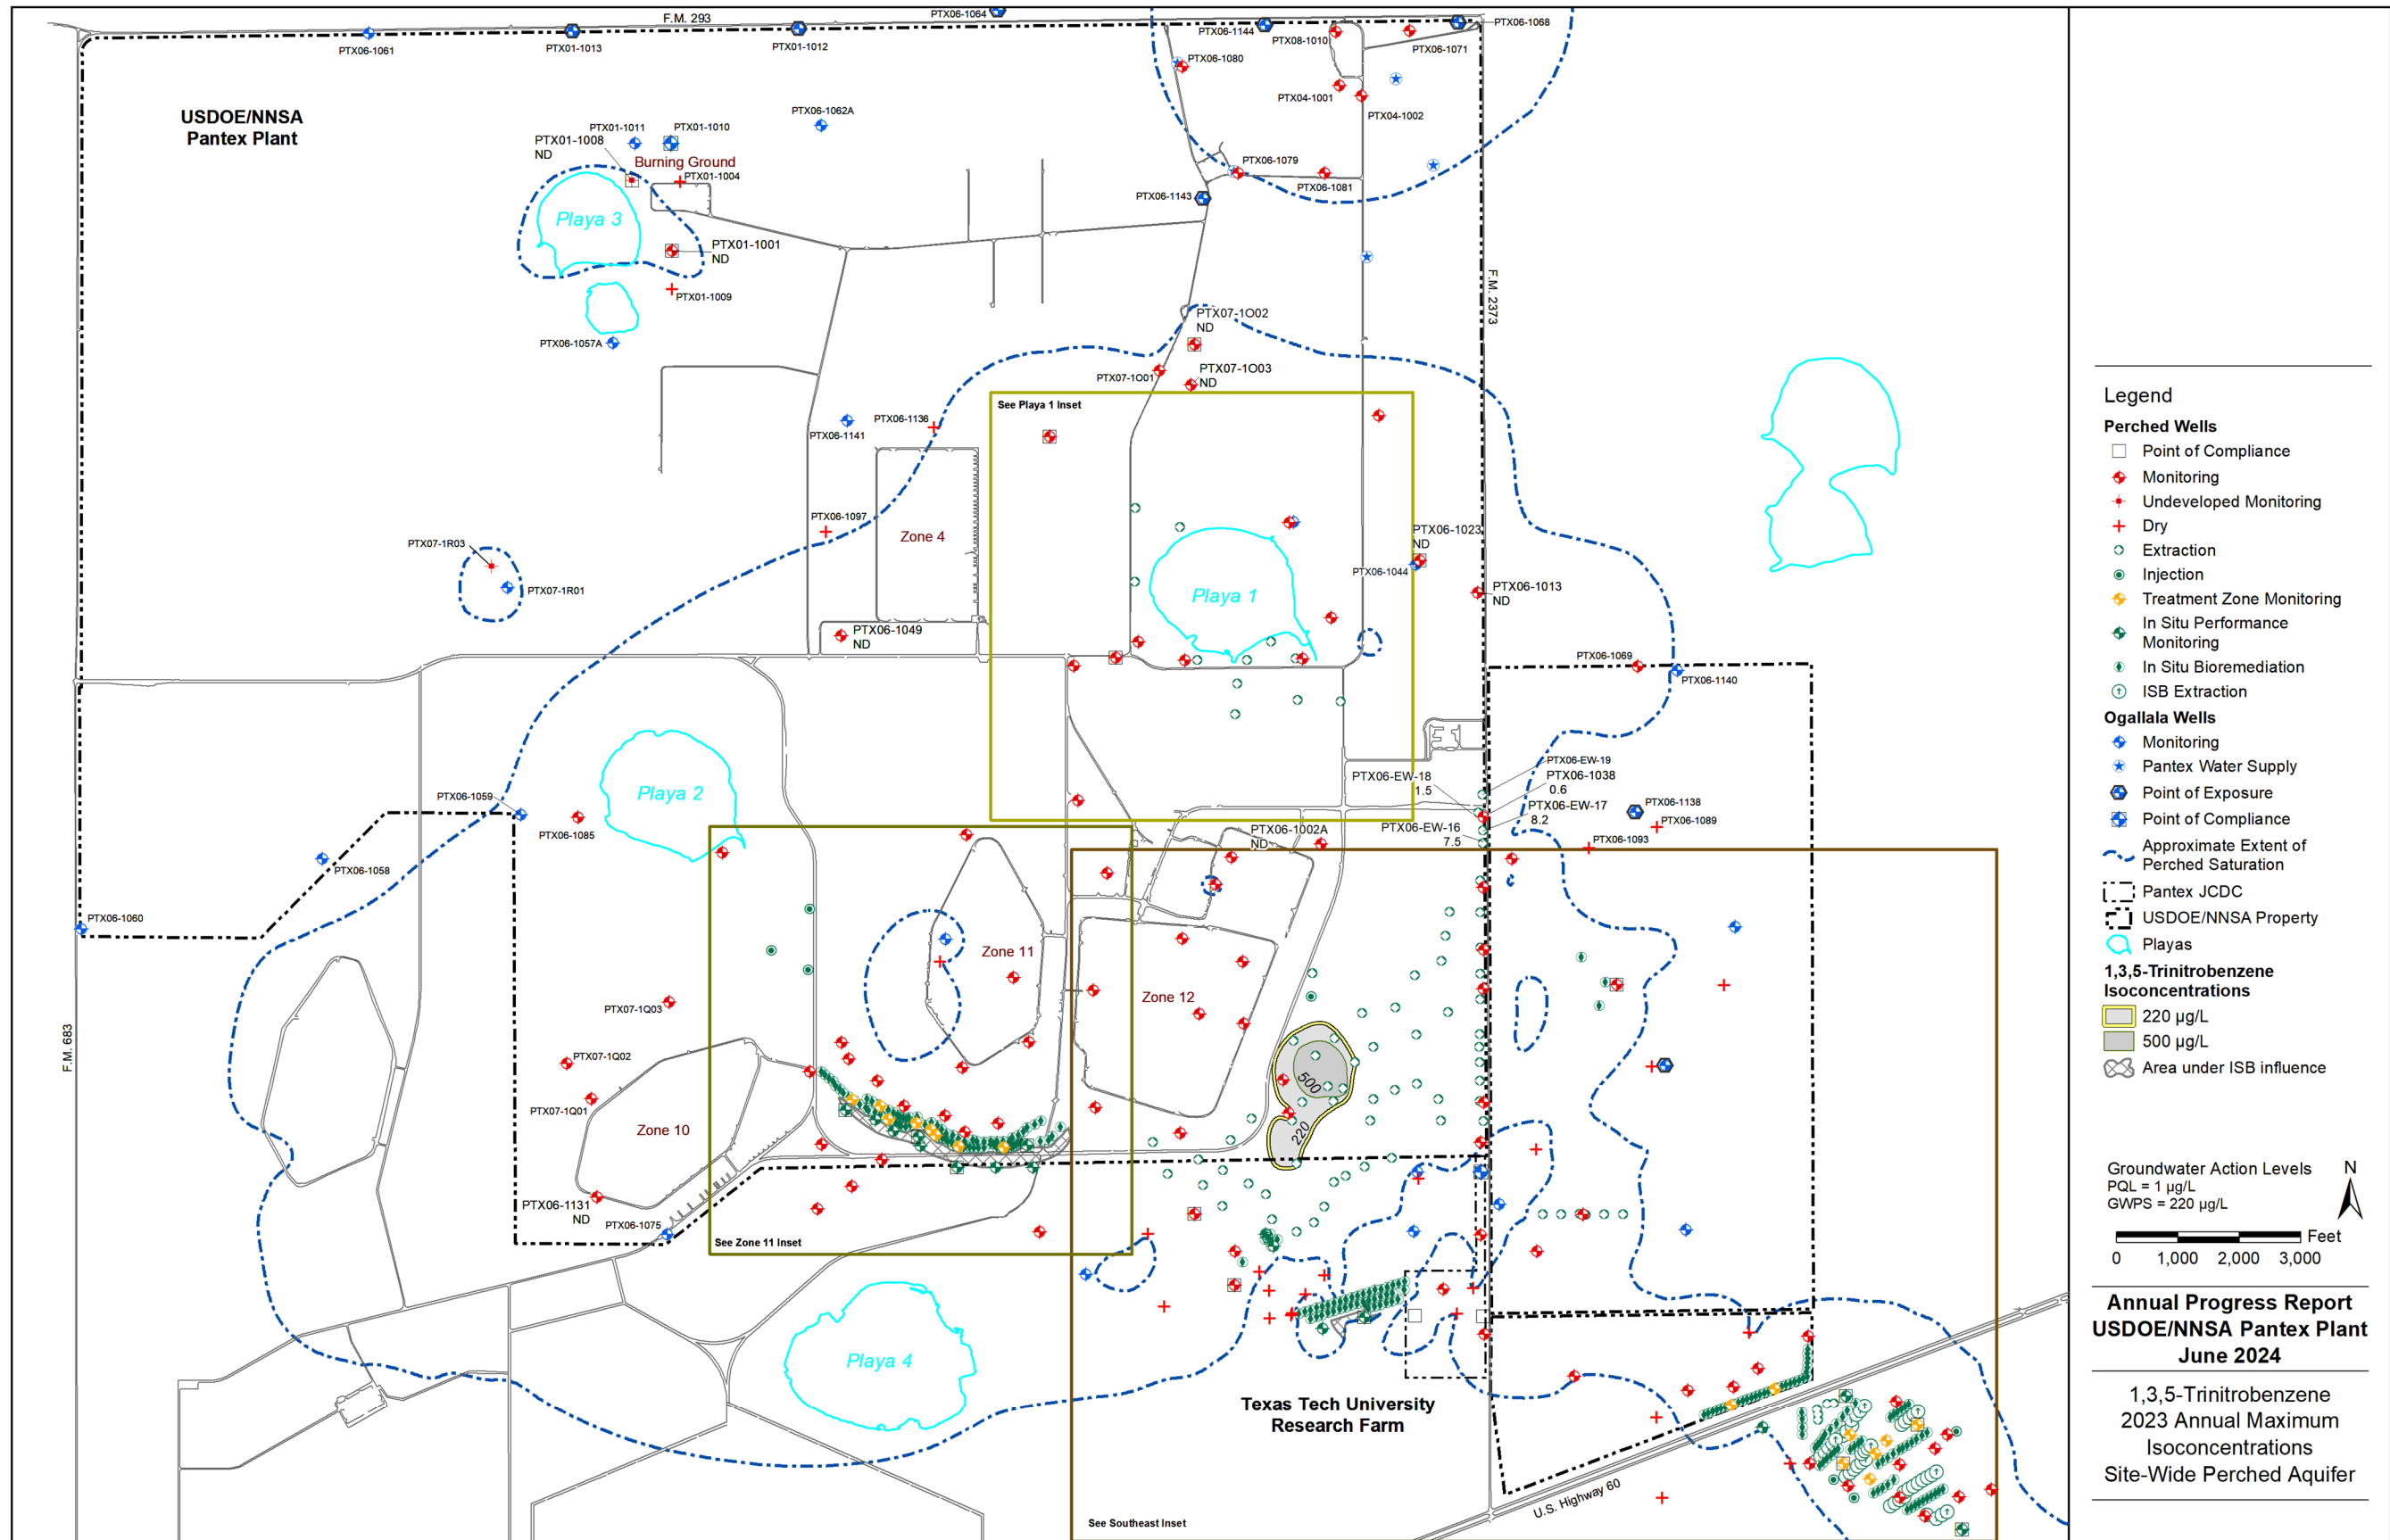 F.M. 293
PTX06-1064
PTX06-1061
PTX01-1013
PTX01-1012
PTX06-1144
PTX08-1010
PTX06-1068
PTX06-1071
PTX06-1080
PTX04-1001
PTX04-1002
USDOE/NNSA
Pantex Plant
PTX06-1062A
PTX01-1011
PTX01-1010
PTX01-1008
ND
Burning Ground
PTX01-1004
PTX06-1079
PTX06-1081
PTX06-1143
Playa 3
PTX01-1001
ND
PTX01-1009
F.M. 2373
PTX06-1057A
PTX07-1O02
ND
PTX07-1O01
PTX07-1O03
ND
See Playa 1 Inset
PTX06-1141
PTX06-1136
PTX06-1097
Zone 4
PTX07-1R03
PTX07-1R01
PTX06-1023
ND
PTX06-1044
PTX06-1013
ND
Playa 1
PTX06-1049
ND
PTX06-1069
PTX06-1140
Playa 2
PTX06-1059
PTX06-1085
PTX06-1058
PTX06-1060
PTX06-EW-19
PTX06-EW-18
1.5
PTX06-1038
0.6
PTX06-EW-17
8.2
PTX06-EW-16
7.5
PTX06-1138
PTX06-1089
PTX06-1093
PTX06-1002A
ND
Zone 11
Zone 12
PTX07-1Q03
F.M. 683
PTX07-1Q02
PTX07-1Q01
Zone 10
500
220
PTX06-1131
ND
PTX06-1075
See Zone 11 Inset
Playa 4
Texas Tech University
Research Farm
U.S. Highway 60
See Southeast Inset
Legend
Perched Wells
Point of Compliance
Monitoring
Undeveloped Monitoring
Dry
Extraction
Injection
Treatment Zone Monitoring
In Situ Performance
Monitoring
In Situ Bioremediation
ISB Extraction
Ogallala Wells
Monitoring
Pantex Water Supply
Point of Exposure
Point of Compliance
Approximate Extent of
Perched Saturation
Pantex JCDC
USDOE/NNSA Property
Playas
1,3,5-Trinitrobenzene
Isoconcentrations
220 µg/L
500 µg/L
Area under ISB influence
Groundwater Action Levels
PQL = 1 µg/L
GWPS = 220 µg/L
N
Feet
0 1,000 2,000 3,000
Annual Progress Report
USDOE/NNSA Pantex Plant
June 2024
1,3,5-Trinitrobenzene
2023 Annual Maximum
Isoconcentrations
Site-Wide Perched Aquifer